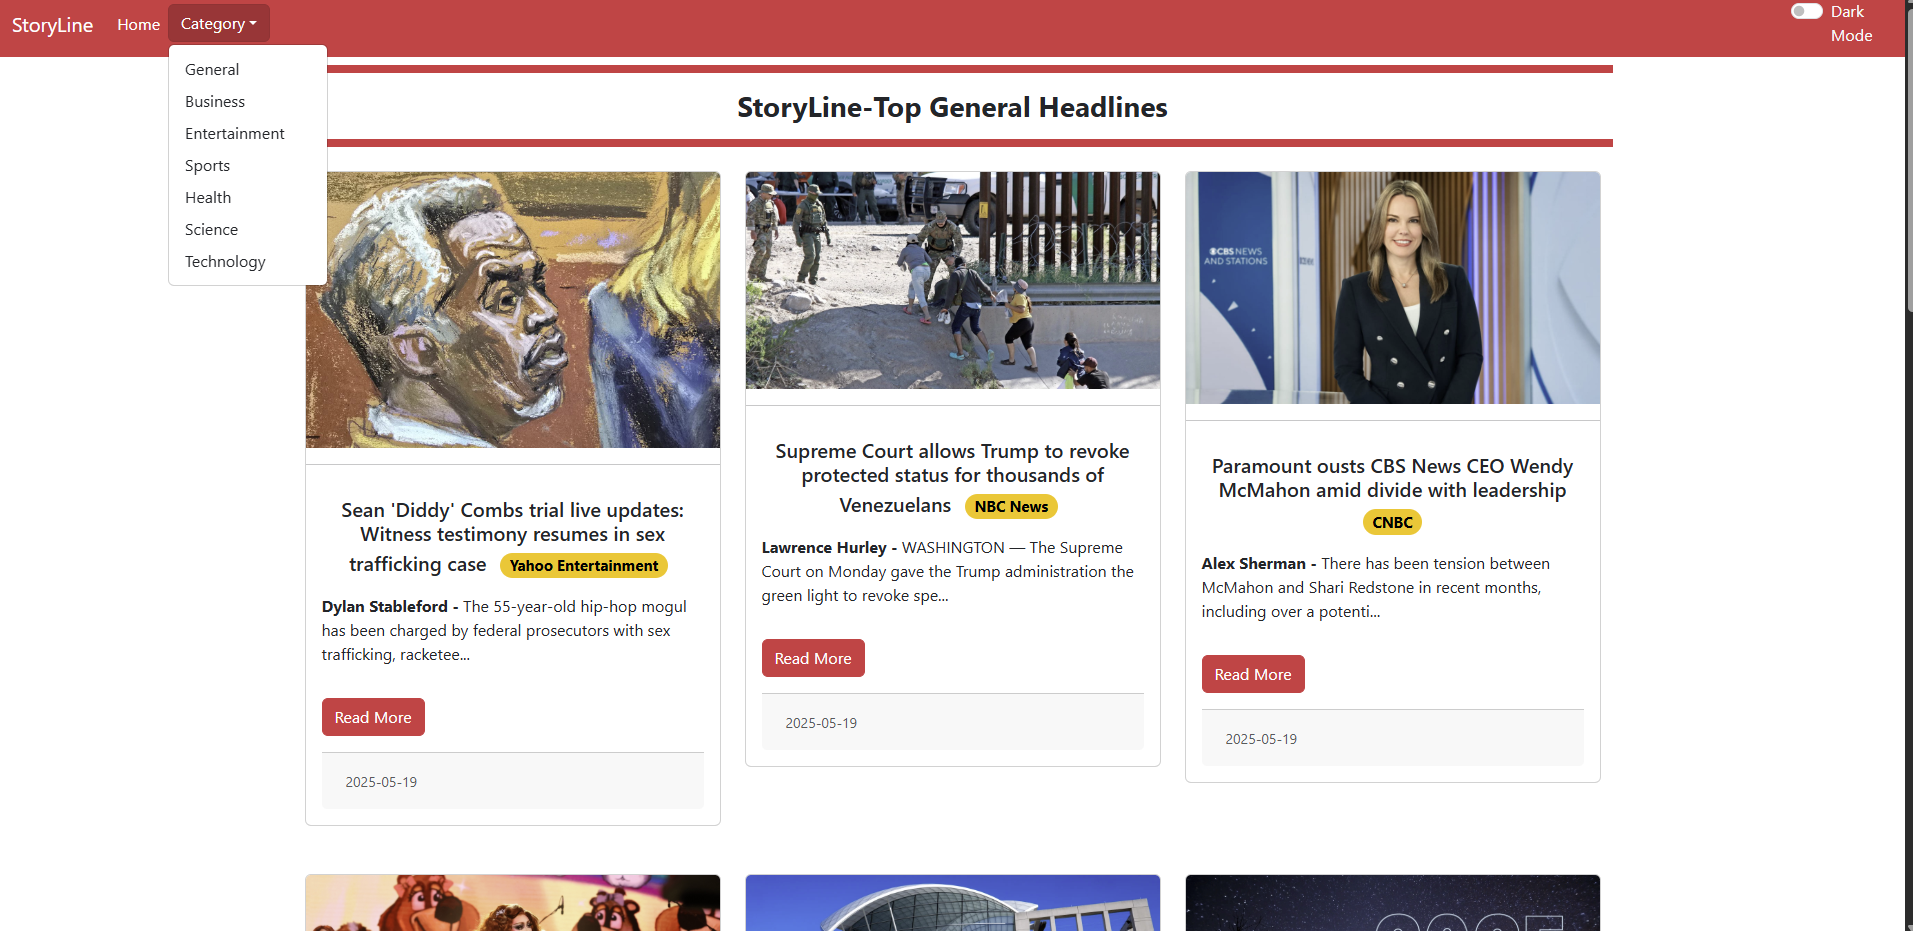 StoryLine
Home
Category
Dark
Mode
General
Business
Entertainment
Sports
Health
Science
Technology
StoryLine-Top General Headlines
CBS NEWS
AND STATIONS
Sean 'Diddy' Combs trial live updates:
Witness testimony resumes in sex
trafficking case Yahoo Entertainment
Dylan Stableford - The 55-year-old hip-hop mogul
has been charged by federal prosecutors with sex
trafficking, racketee...
Read More
2025-05-19
Supreme Court allows Trump to revoke
protected status for thousands of
Venezuelans NBC News
Lawrence Hurley - WASHINGTON — The Supreme
Court on Monday gave the Trump administration the
green light to revoke spe...
Read More
2025-05-19
Paramount ousts CBS News CEO Wendy
McMahon amid divide with leadership
CNBC
Alex Sherman - There has been tension between
McMahon and Shari Redstone in recent months,
including over a potenti...
Read More
2025-05-19